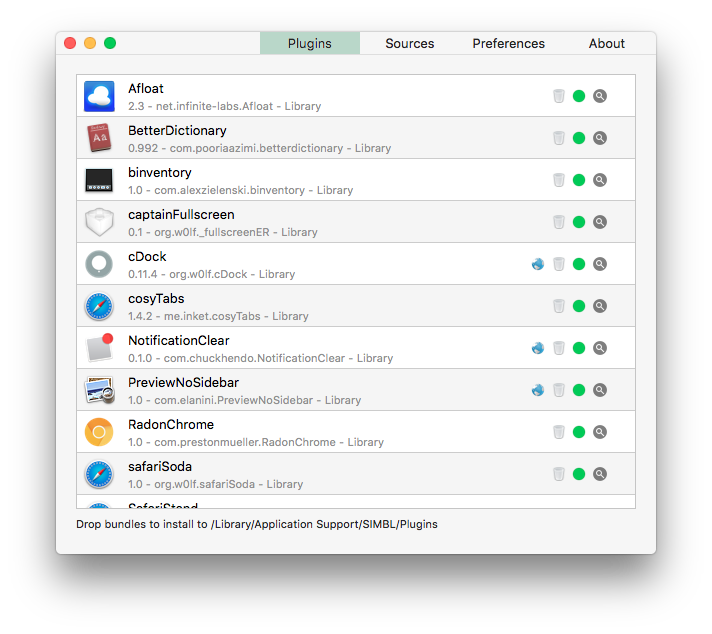 Plugins Sources Preferences About
Afloat
2.3 - net.infinite-labs.Afloat - Library
BetterDictionary
0.992 - com.pooriaazimi.betterdictionary - Library
binventory
1.0 - com.alexzielenski.binventory - Library
captainFullscreen
0.1 - org.w0lf._fullscreenER - Library
cDock
0.11.4 - org.w0lf.cDock - Library
cosyTabs
1.4.2 - me.inket.cosyTabs - Library
NotificationClear
0.1.0 - com.chuckhendo.NotificationClear - Library
PreviewNoSidebar
1.0 - com.elanini.PreviewNoSidebar - Library
RadonChrome
1.0 - com.prestonmueller.RadonChrome - Library
safariSoda
1.0 - org.w0lf.safariSoda - Library
SafariStand
Drop bundles to install to /Library/Application Support/SIMBL/Plugins